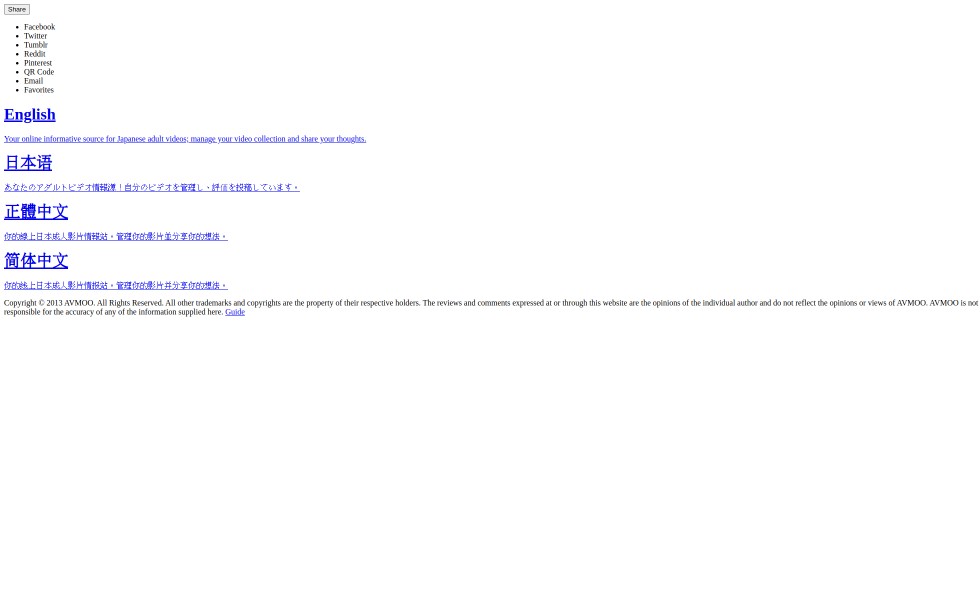 Share
Facebook
Twitter
Tumblr
Reddit
Pinterest
QR Code
Email
Favorites
English
Your online informative source for Japanese adult videos; manage your video collection and share your thoughts.
日本语
あなたのアダルトビデオ情報源！自分のビデオを管理し、評価を投稿しています。
正體中文
你的線上日本成人影片情報站。管理你的影片並分享你的想法。
简体中文
你的线上日本成人影片情报站。管理你的影片并分享你的想法。
Copyright © 2013 AVMOO. All Rights Reserved. All other trademarks and copyrights are the property of their respective holders. The reviews and comments expressed at or through this website are the opinions of the individual author and do not reflect the opinions or views of AVMOO. AVMOO is not
responsible for the accuracy of any of the information supplied here. Guide